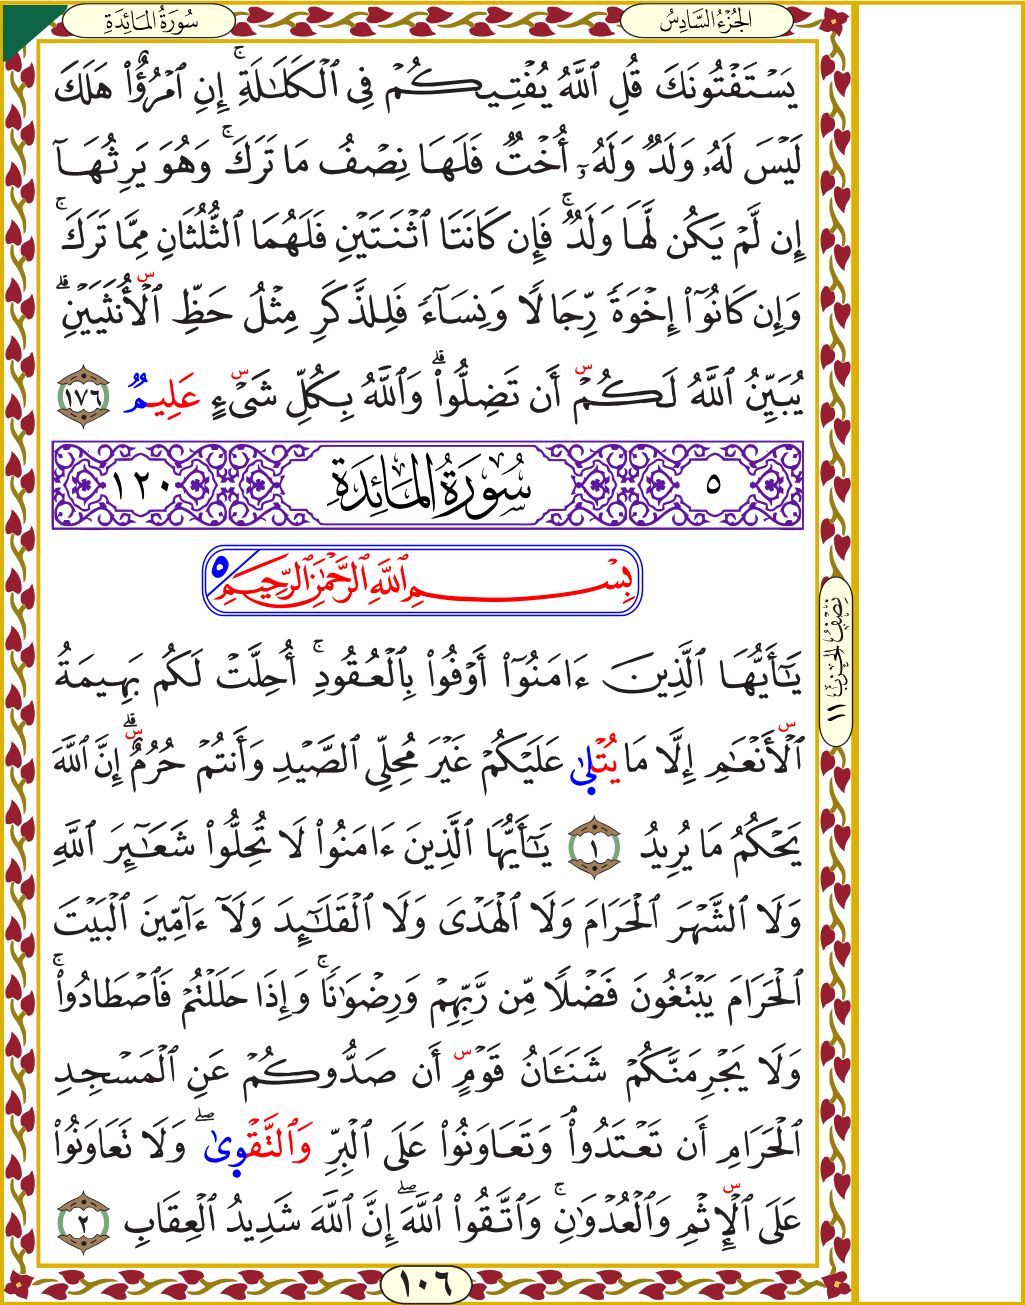 الجُزْءُ السَّادِسُ
سُورَةُ المَائِدَةِ
يَسْتَفْتُونَكَ قُلِ ٱللَّهُ يُفْتِيكُمْ فِى ٱلْكَلَـٰلَةِ ۚ إِنِ ٱمْرُؤٌا۟ هَلَكَ
لَيْسَ لَهُۥ وَلَدٌ وَلَهُۥٓ أُخْتٌ فَلَهَا نِصْفُ مَا تَرَكَ ۚ وَهُوَ يَرِثُهَآ
إِن لَّمْ يَكُن لَّهَا وَلَدٌ ۚ فَإِن كَانَتَا ٱثْنَتَيْنِ فَلَهُمَا ٱلثُّلُثَانِ مِمَّا تَرَكَ ۚ
وَإِن كَانُوٓا۟ إِخْوَةً رِّجَالًا وَنِسَآءً فَلِلذَّكَرِ مِثْلُ حَظِّ ٱلْأُنثَيَيْنِ ۗ
يُبَيِّنُ ٱللَّهُ لَكُمْ أَن تَضِلُّوا۟ ۗ وَٱللَّهُ بِكُلِّ شَىْءٍ عَلِيمٌۢ ١٧٦
٥ سُورَةُ المَائِدَةِ ١٢٠
بِسْمِ ٱللَّهِ ٱلرَّحْمَـٰنِ ٱلرَّحِيمِ ٥
يَـٰٓأَيُّهَا ٱلَّذِينَ ءَامَنُوٓا۟ أَوْفُوا۟ بِٱلْعُقُودِ ۚ أُحِلَّتْ لَكُم بَهِيمَةُ
ٱلْأَنْعَـٰمِ إِلَّا مَا يُتْلَىٰ عَلَيْكُمْ غَيْرَ مُحِلِّى ٱلصَّيْدِ وَأَنتُمْ حُرُمٌ ۗ إِنَّ ٱللَّهَ
يَحْكُمُ مَا يُرِيدُ ١ يَـٰٓأَيُّهَا ٱلَّذِينَ ءَامَنُوا۟ لَا تُحِلُّوا۟ شَعَـٰٓئِرَ ٱللَّهِ
وَلَا ٱلشَّهْرَ ٱلْحَرَامَ وَلَا ٱلْهَدْىَ وَلَا ٱلْقَلَـٰٓئِدَ وَلَآ ءَآمِّينَ ٱلْبَيْتَ
ٱلْحَرَامَ يَبْتَغُونَ فَضْلًا مِّن رَّبِّهِمْ وَرِضْوَٰنًا ۚ وَإِذَا حَلَلْتُمْ فَٱصْطَادُوا۟ ۚ
وَلَا يَجْرِمَنَّكُمْ شَنَـَٔانُ قَوْمٍ أَن صَدُّوكُمْ عَنِ ٱلْمَسْجِدِ
ٱلْحَرَامِ أَن تَعْتَدُوا۟ ۘ وَتَعَاوَنُوا۟ عَلَى ٱلْبِرِّ وَٱلتَّقْوَىٰ ۖ وَلَا تَعَاوَنُوا۟
عَلَى ٱلْإِثْمِ وَٱلْعُدْوَٰنِ ۚ وَٱتَّقُوا۟ ٱللَّهَ ۖ إِنَّ ٱللَّهَ شَدِيدُ ٱلْعِقَابِ ٢
نِصْفُ الحِزْبِ ١١
١٠٦